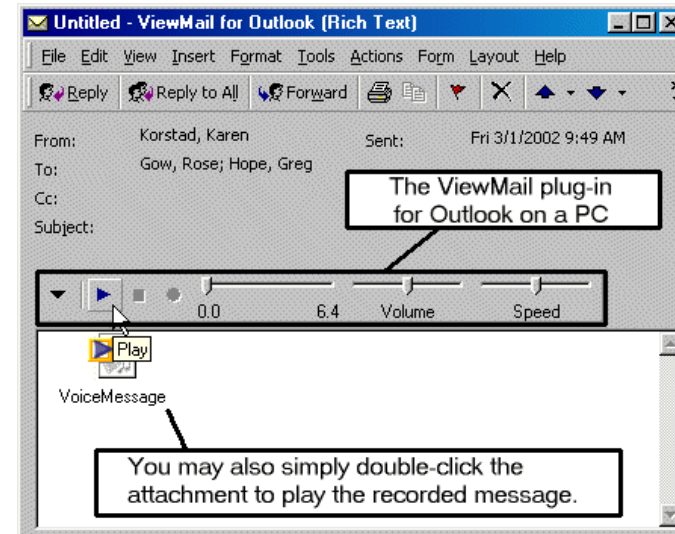 Untitled - ViewMail for Outlook (Rich Text)
File Edit View Insert Format Tools Actions Form Layout Help
Reply Reply to All Forward
From: Korstad, Karen Sent: Fri 3/1/2002 9:49 AM
To: Gow, Rose; Hope, Greg
Cc:
Subject:
The ViewMail plug-in
for Outlook on a PC
0.0 6.4 Volume Speed
Play
VoiceMessage
You may also simply double-click the
attachment to play the recorded message.